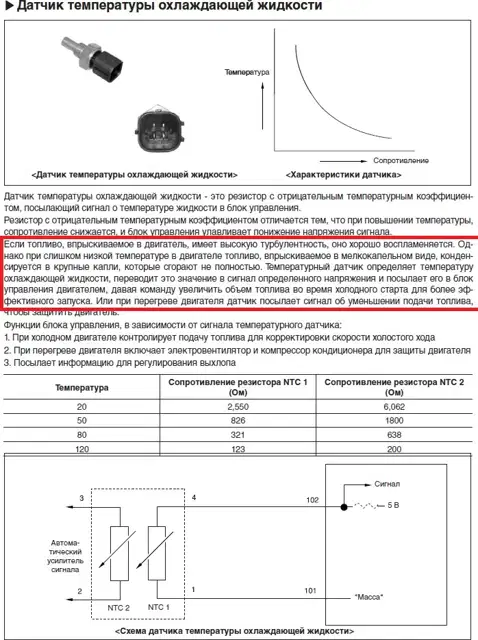 ▶Датчик температуры охлаждающей жидкости
Температура
Сопротивление
<Датчик температуры охлаждающей жидкости>
<Характеристики датчика>
Датчик температуры охлаждающей жидкости - это резистор с отрицательным температурным коэффициен-
том, посылающий сигнал о температуре жидкости в блок управления.
Резистор с отрицательным температурным коэффициентом отличается тем, что при повышении температуры,
сопротивление снижается, и блок управления улавливает понижение напряжения сигнала.
Если топливо, впрыскиваемое в двигатель, имеет высокую турбулентность, оно хорошо воспламеняется. Од-
нако при слишком низкой температуре в двигателе топливо, впрыскиваемое в мелкокапельном виде, конден-
сируется в крупные капли, которые сгорают не полностью. Температурный датчик определяет температуру
охлаждающей жидкости, переводит это значение в сигнал определенного напряжения и посылает его в блок
управления двигателем, давая команду увеличить объем топлива во время холодного старта для более эф-
фективного запуска. Или при перегреве двигателя датчик посылает сигнал об уменьшении подачи топлива,
чтобы защитить двигатель.
Функции блока управления, в зависимости от сигнала температурного датчика:
1. При холодном двигателе контролирует подачу топлива для корректировки скорости холостого хода
2. При перегреве двигателя включает электровентилятор и компрессор кондиционера для защиты двигателя
3. Посылает информацию для регулирования выхлопа
Температура
Сопротивление резистора NTC 1
(Ом)
Сопротивление резистора NTC 2
(Ом)
20 2,550 6,062
50 826 1800
80 321 638
120 123 200
Сигнал
3 4 102 5 В
Автома-
тический
усилитель
сигнала
2 1 101 "Масса"
NTC 2 NTC 1
<Схема датчика температуры охлаждающей жидкости>